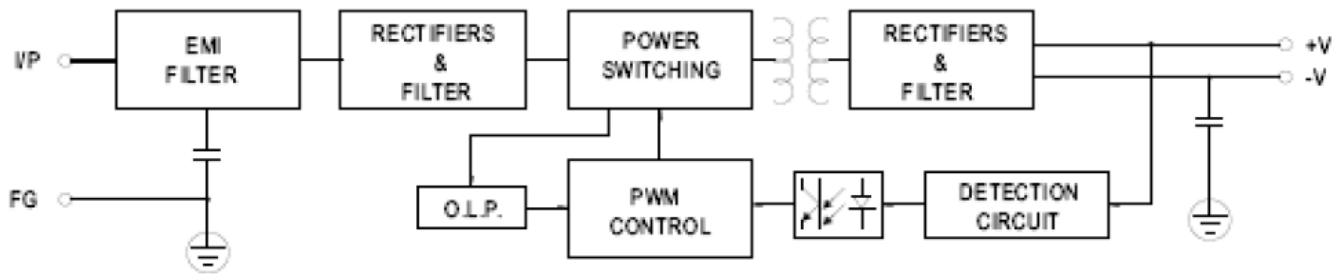 I/P
EMI
FILTER
RECTIFIERS
&
FILTER
POWER
SWITCHING
RECTIFIERS
&
FILTER
+V
-V
FG
O.L.P.
PWM
CONTROL
DETECTION
CIRCUIT